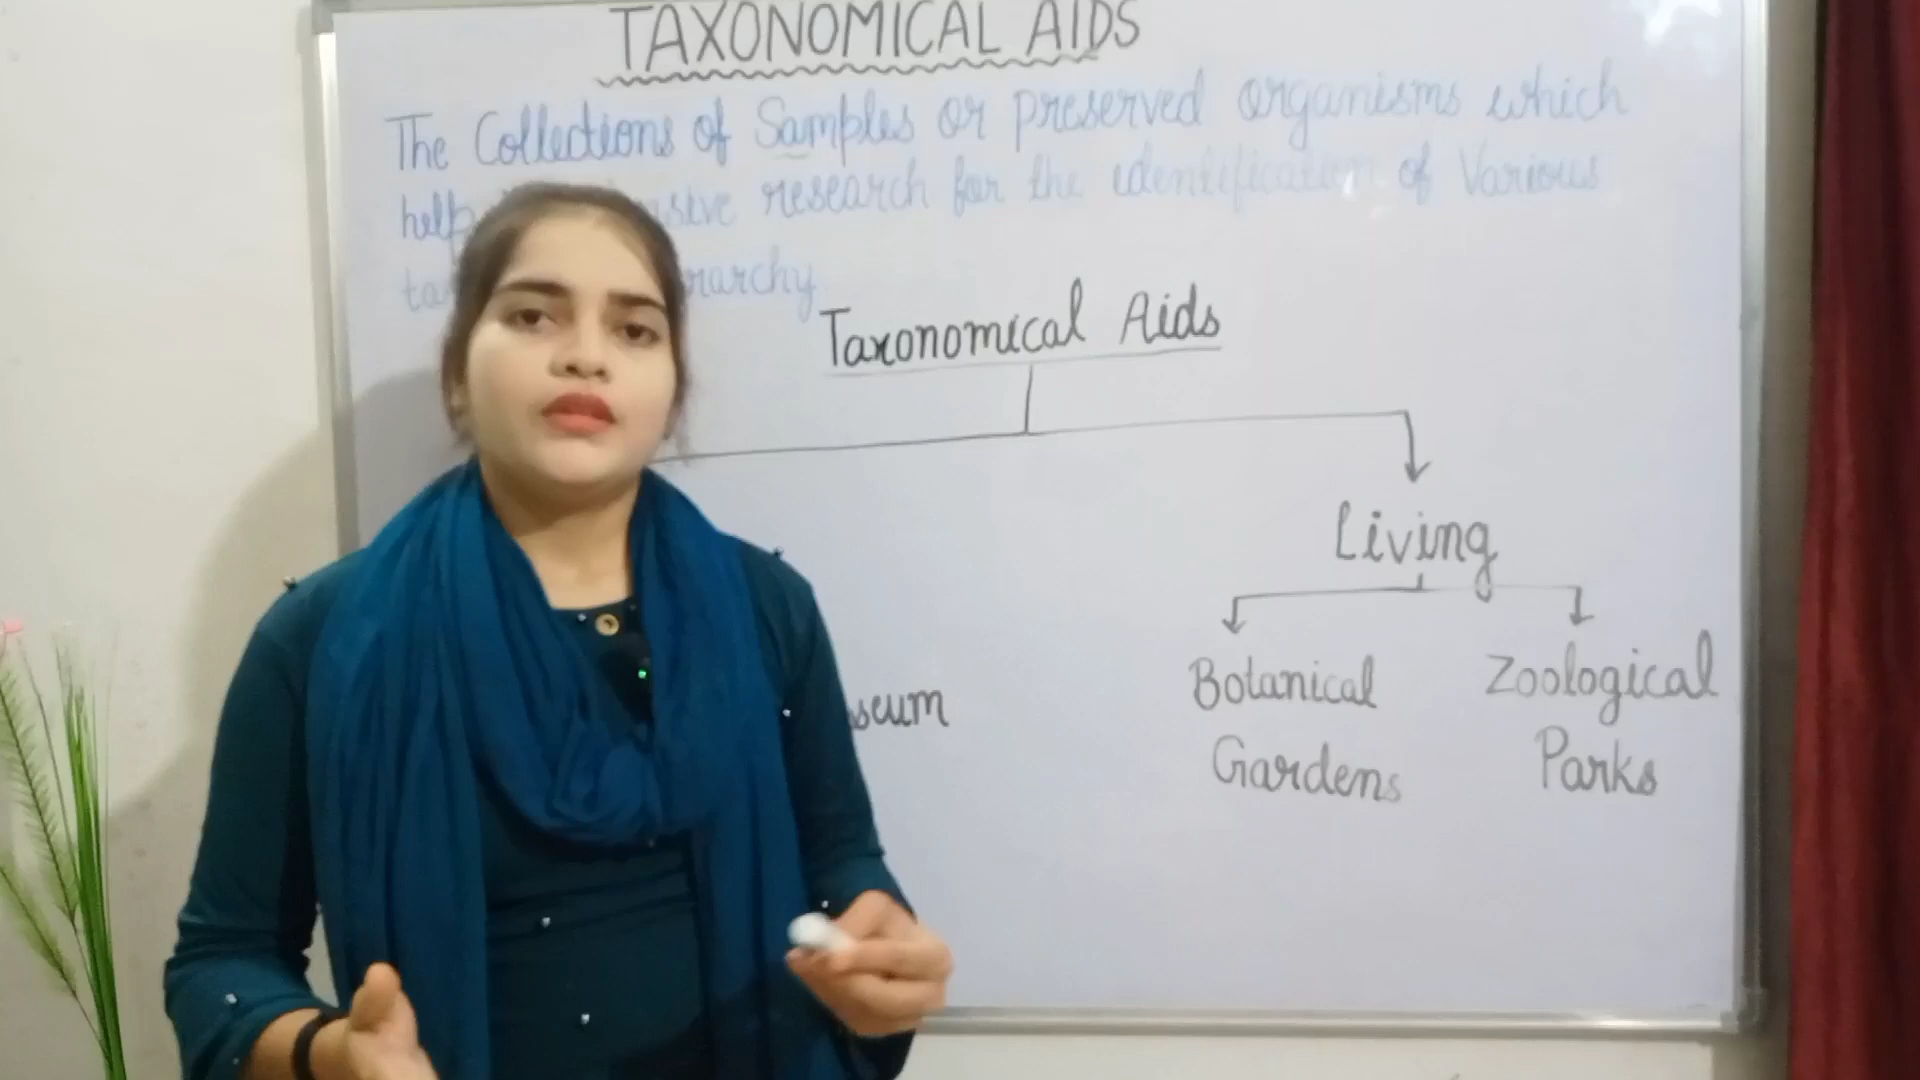 TAXONOMICAL AIDS
The Collections of Samples or preserved organisms which
help research for the identification of Various
Taxonomical Aids
Living
Botanical Zoological
Gardens Parks